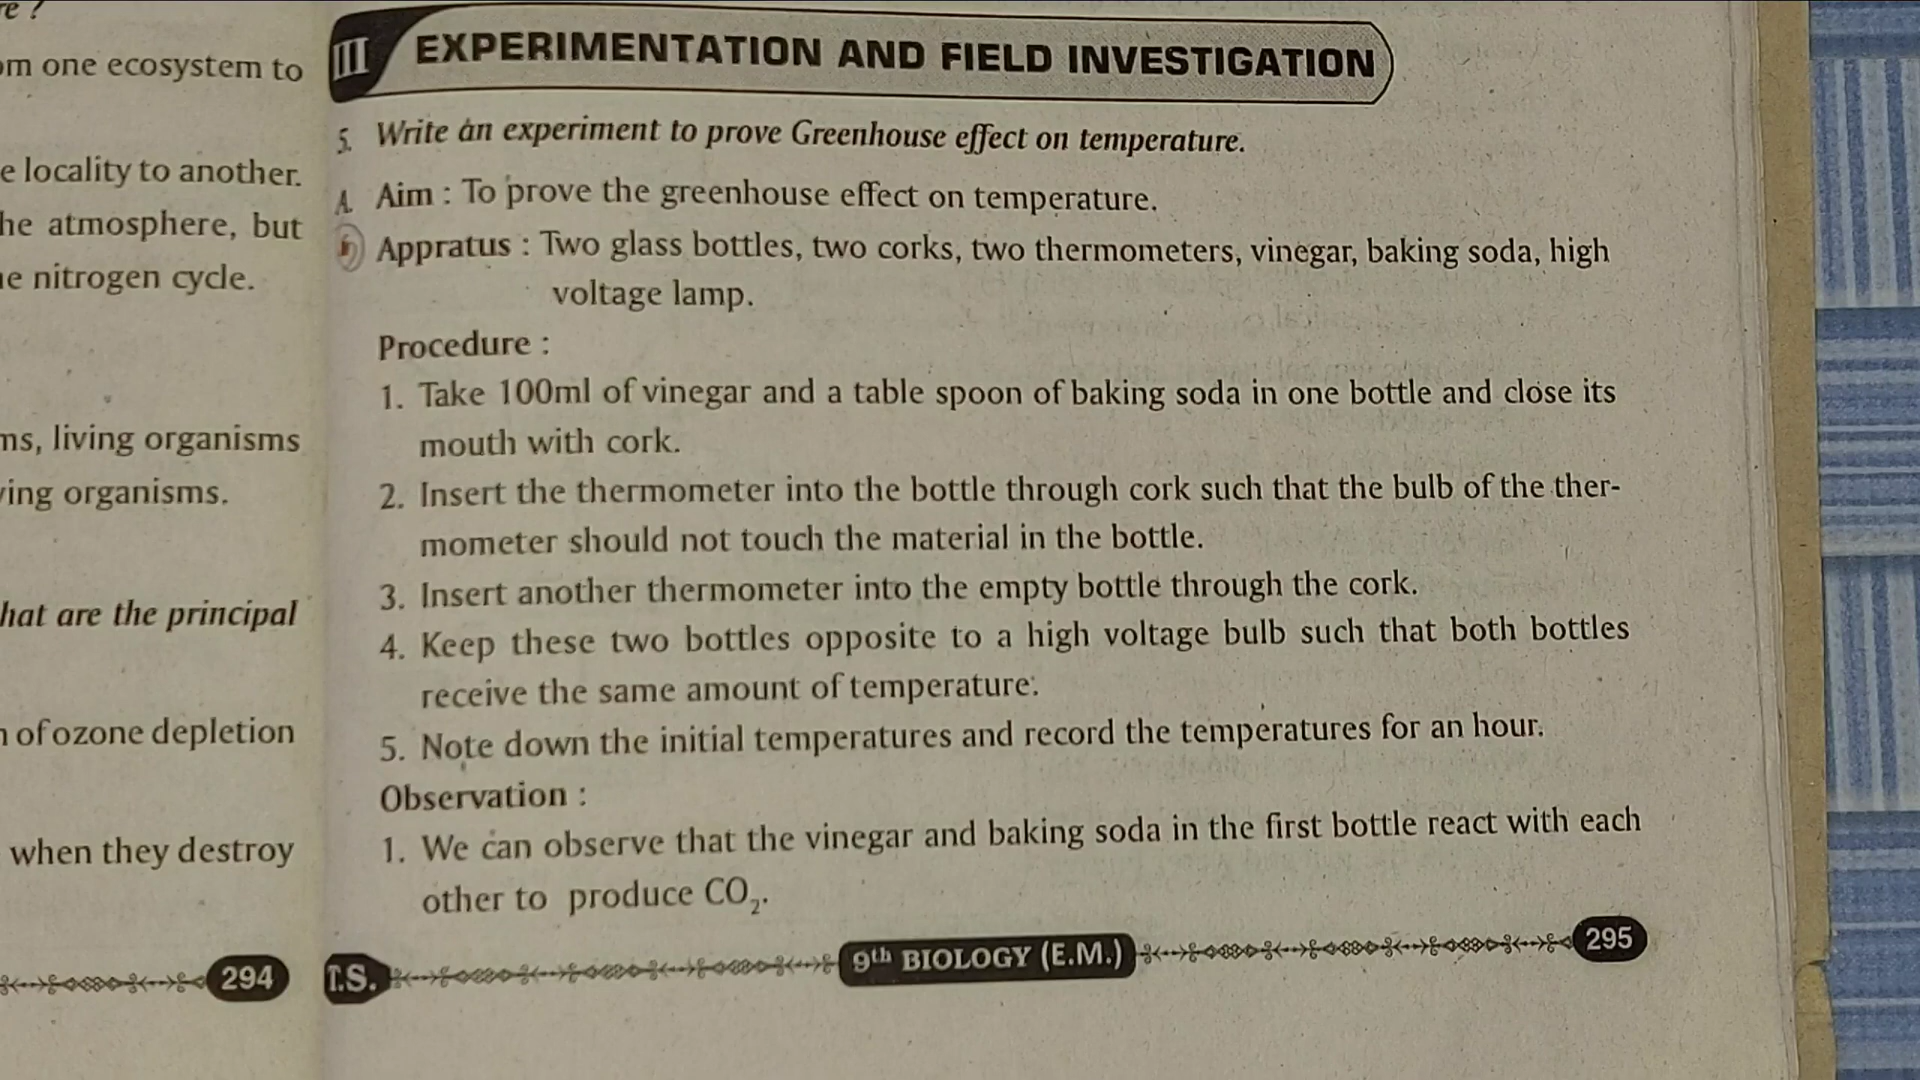 re ?
om one ecosystem to
e locality to another.
he atmosphere, but
ne nitrogen cycle.
ms, living organisms
ving organisms.
hat are the principal
n of ozone depletion
when they destroy
294
III EXPERIMENTATION AND FIELD INVESTIGATION
5. Write an experiment to prove Greenhouse effect on temperature.
A. Aim : To prove the greenhouse effect on temperature.
Appratus : Two glass bottles, two corks, two thermometers, vinegar, baking soda, high
voltage lamp.
Procedure :
1. Take 100ml of vinegar and a table spoon of baking soda in one bottle and close its
mouth with cork.
2. Insert the thermometer into the bottle through cork such that the bulb of the ther-
mometer should not touch the material in the bottle.
3. Insert another thermometer into the empty bottle through the cork.
4. Keep these two bottles opposite to a high voltage bulb such that both bottles
receive the same amount of temperature.
5. Note down the initial temperatures and record the temperatures for an hour.
Observation :
1. We can observe that the vinegar and baking soda in the first bottle react with each
other to produce CO₂.
T.S. 9th BIOLOGY (E.M.) 295